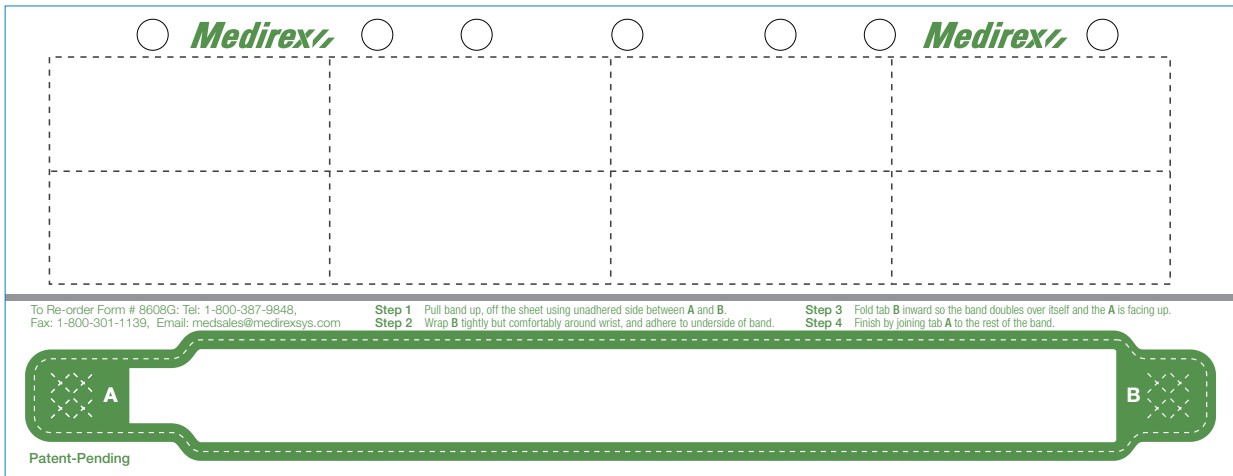 Medirex Medirex
To Re-order Form # 8608G: Tel: 1-800-387-9848,
Fax: 1-800-301-1139, Email: medsales@medirexsys.com
Step 1 Pull band up, off the sheet using unadhered side between A and B.
Step 2 Wrap B tightly but comfortably around wrist, and adhere to underside of band.
Step 3 Fold tab B inward so the band doubles over itself and the A is facing up.
Step 4 Finish by joining tab A to the rest of the band.
A B
Patent-Pending